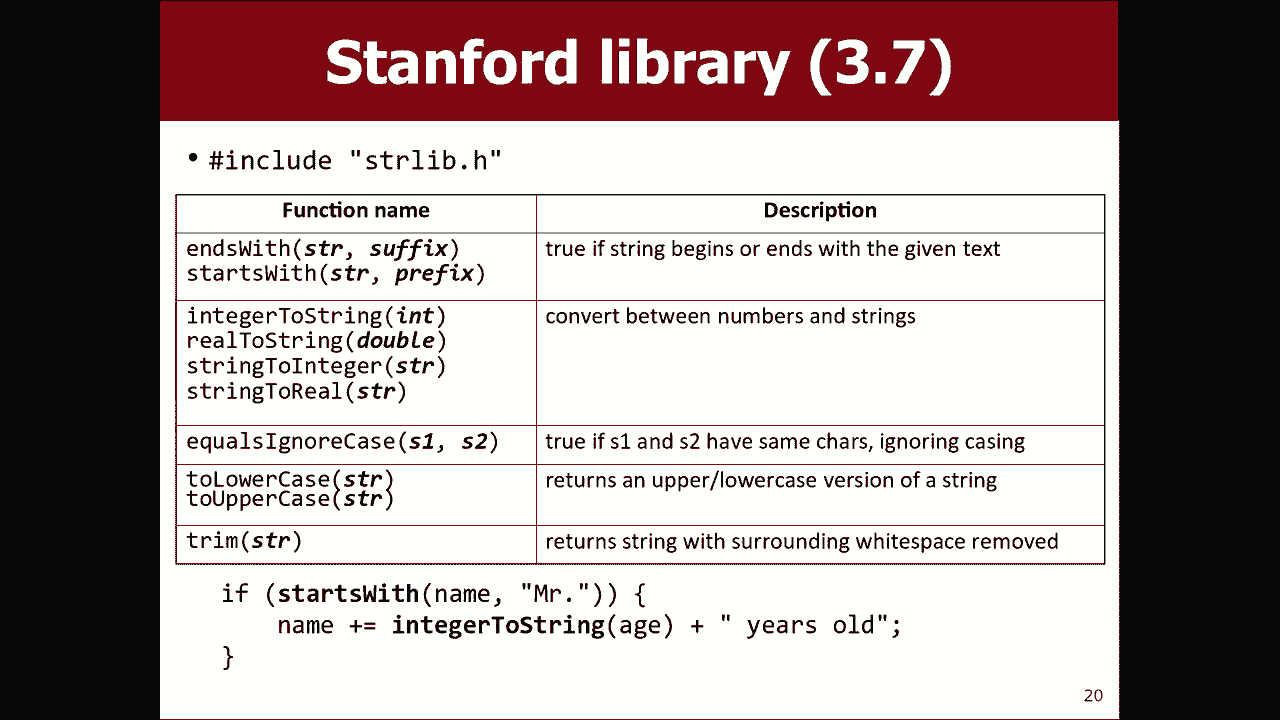 Stanford library (3.7)
• #include "strlib.h"
Function name Description
endsWith(str, suffix) true if string begins or ends with the given text
startsWith(str, prefix)
integerToString(int) convert between numbers and strings
realToString(double)
stringToInteger(str)
stringToReal(str)
equalsIgnoreCase(s1, s2) true if s1 and s2 have same chars, ignoring casing
toLowerCase(str) returns an upper/lowercase version of a string
toUpperCase(str)
trim(str) returns string with surrounding whitespace removed
if (startsWith(name, "Mr.")) {
    name += integerToString(age) + " years old";
}
20